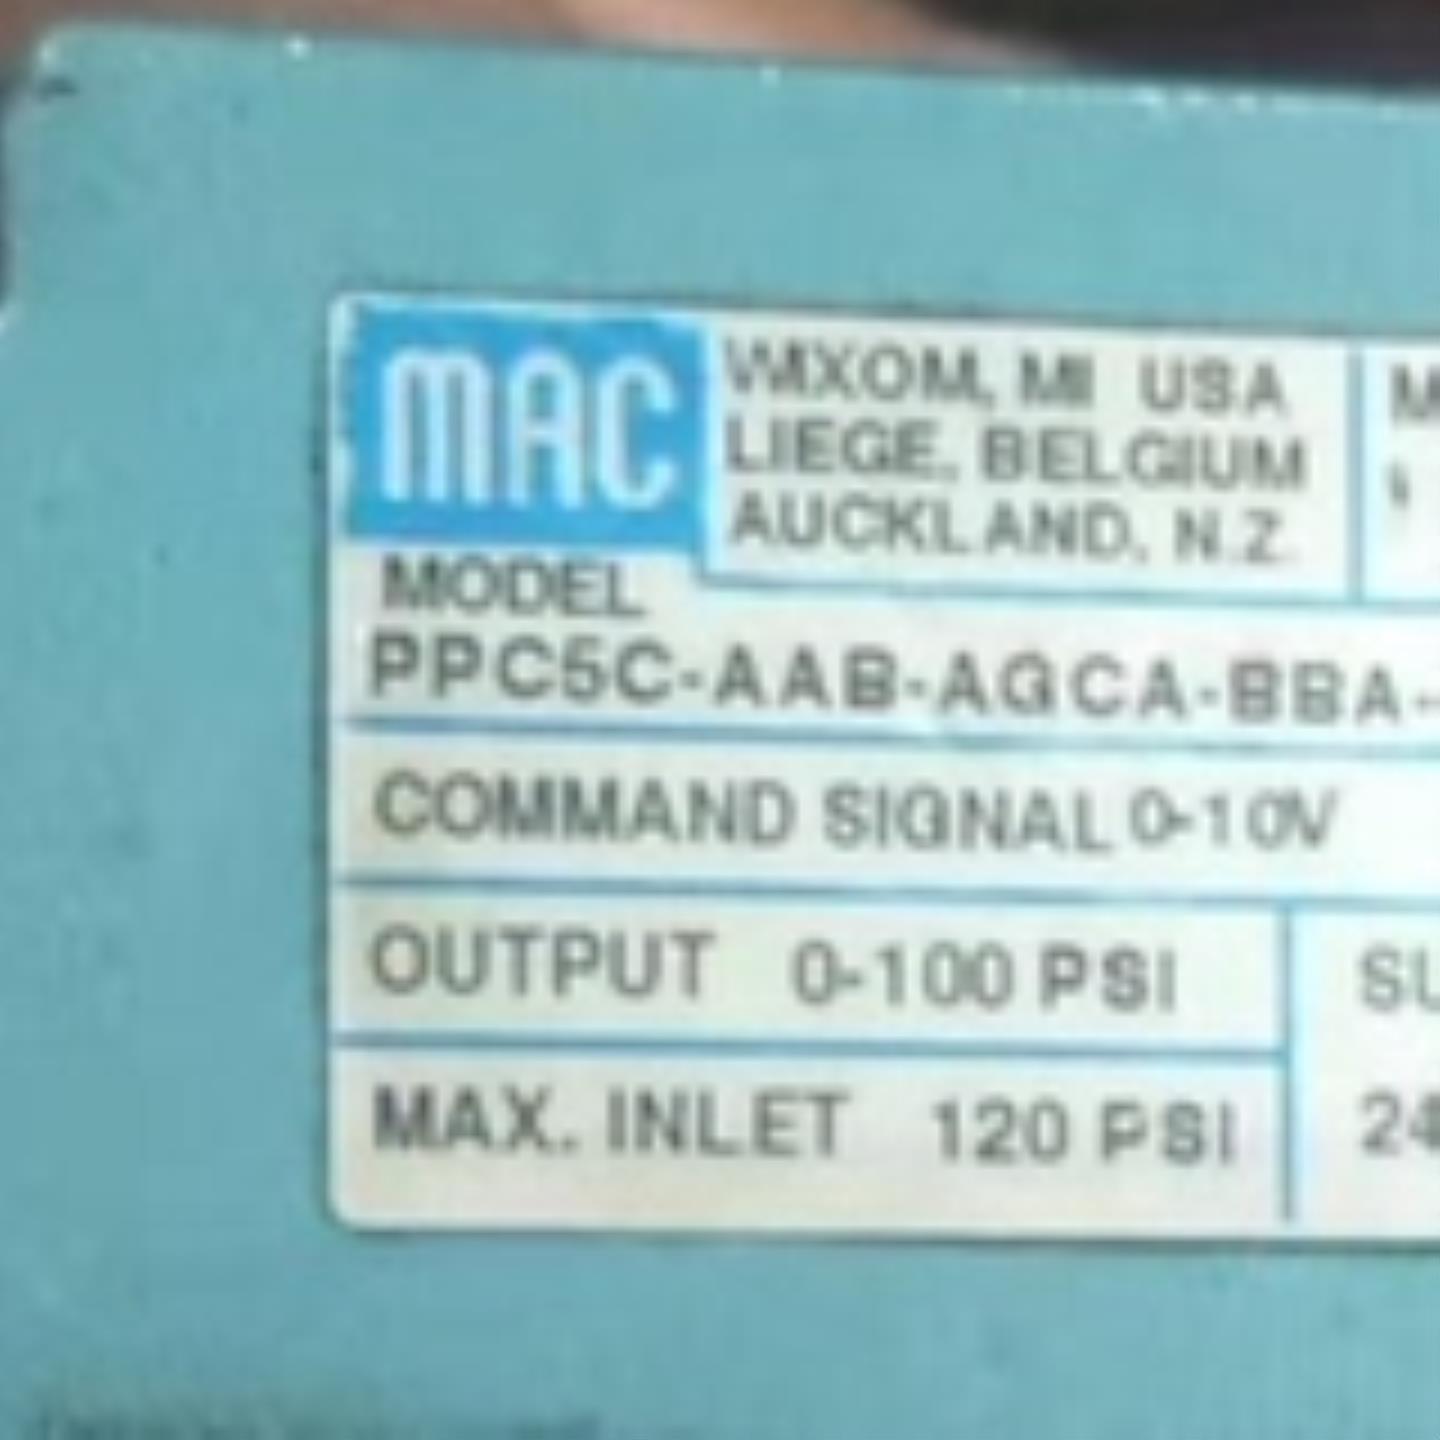 MAC
WIXOM, MI USA
LIEGE, BELGIUM
AUCKLAND, N.Z.
MODEL
PPC5C-AAB-AGCA-BBA-
COMMAND SIGNAL 0-10V
OUTPUT 0-100 PSI
MAX. INLET 120 PSI
24